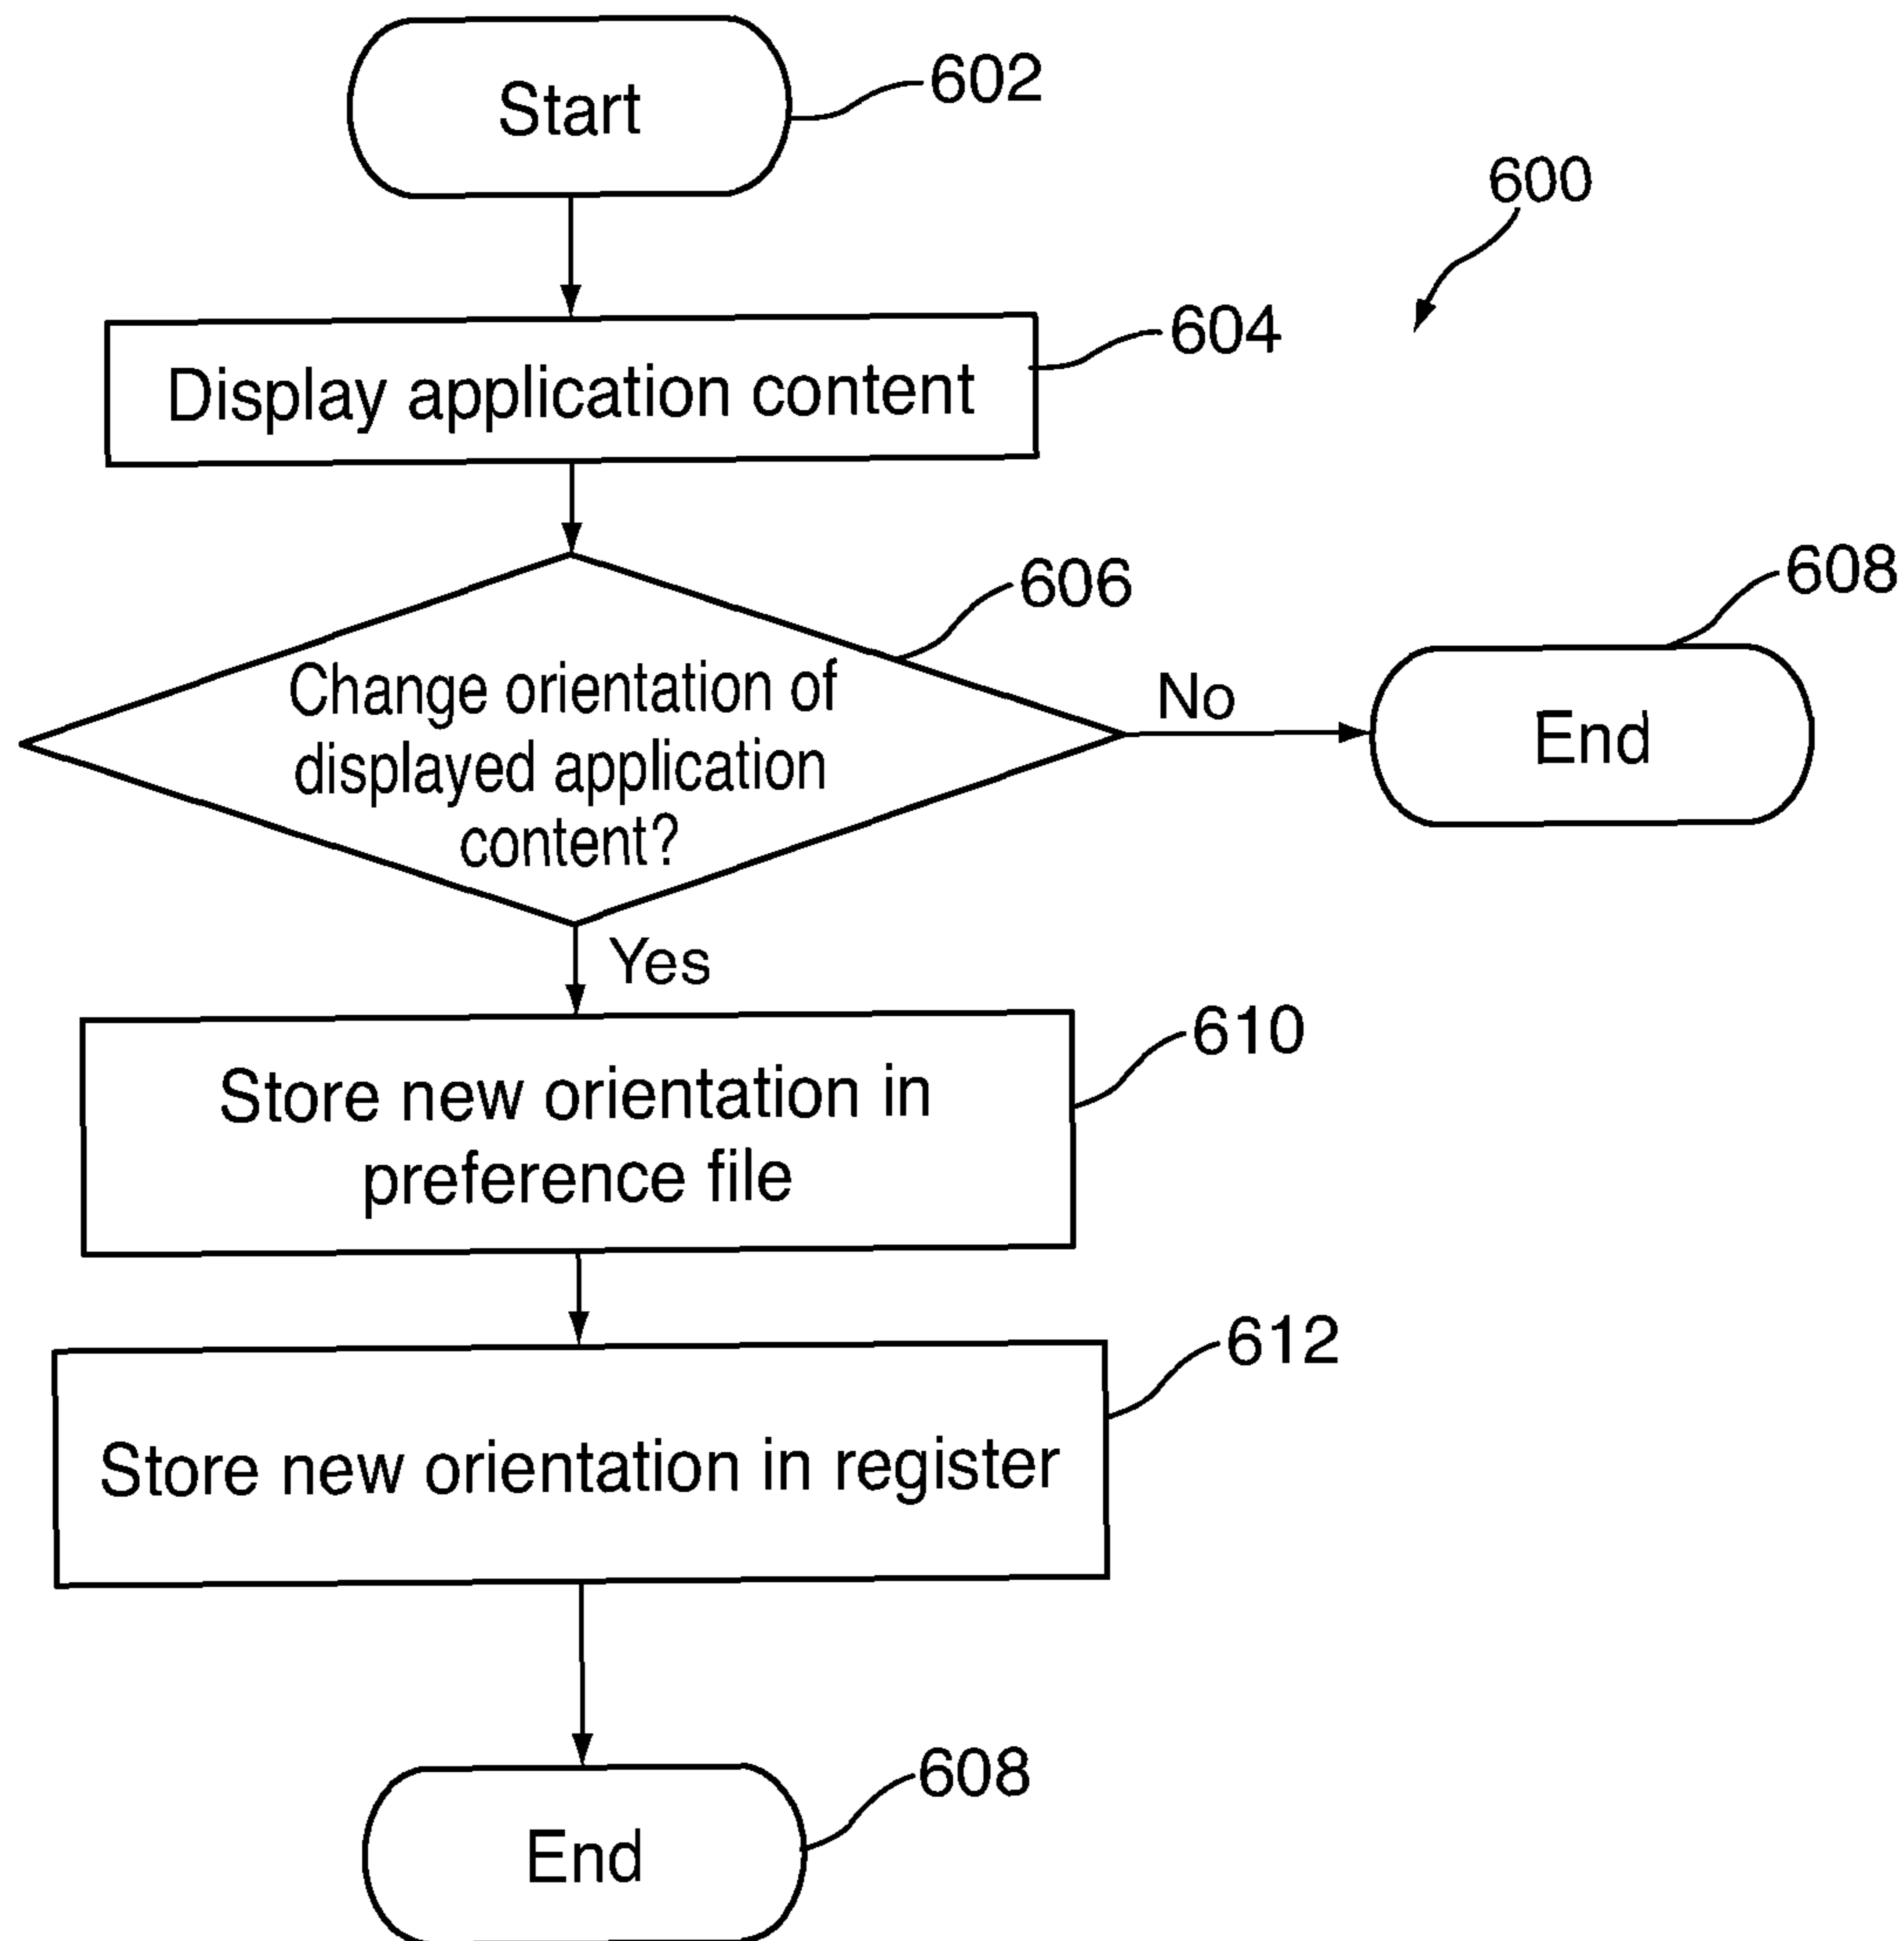 Start
602
600
604
Display application content
606
608
Change orientation of
displayed application
content?
No
End
Yes
610
Store new orientation in
preference file
612
Store new orientation in register
608
End